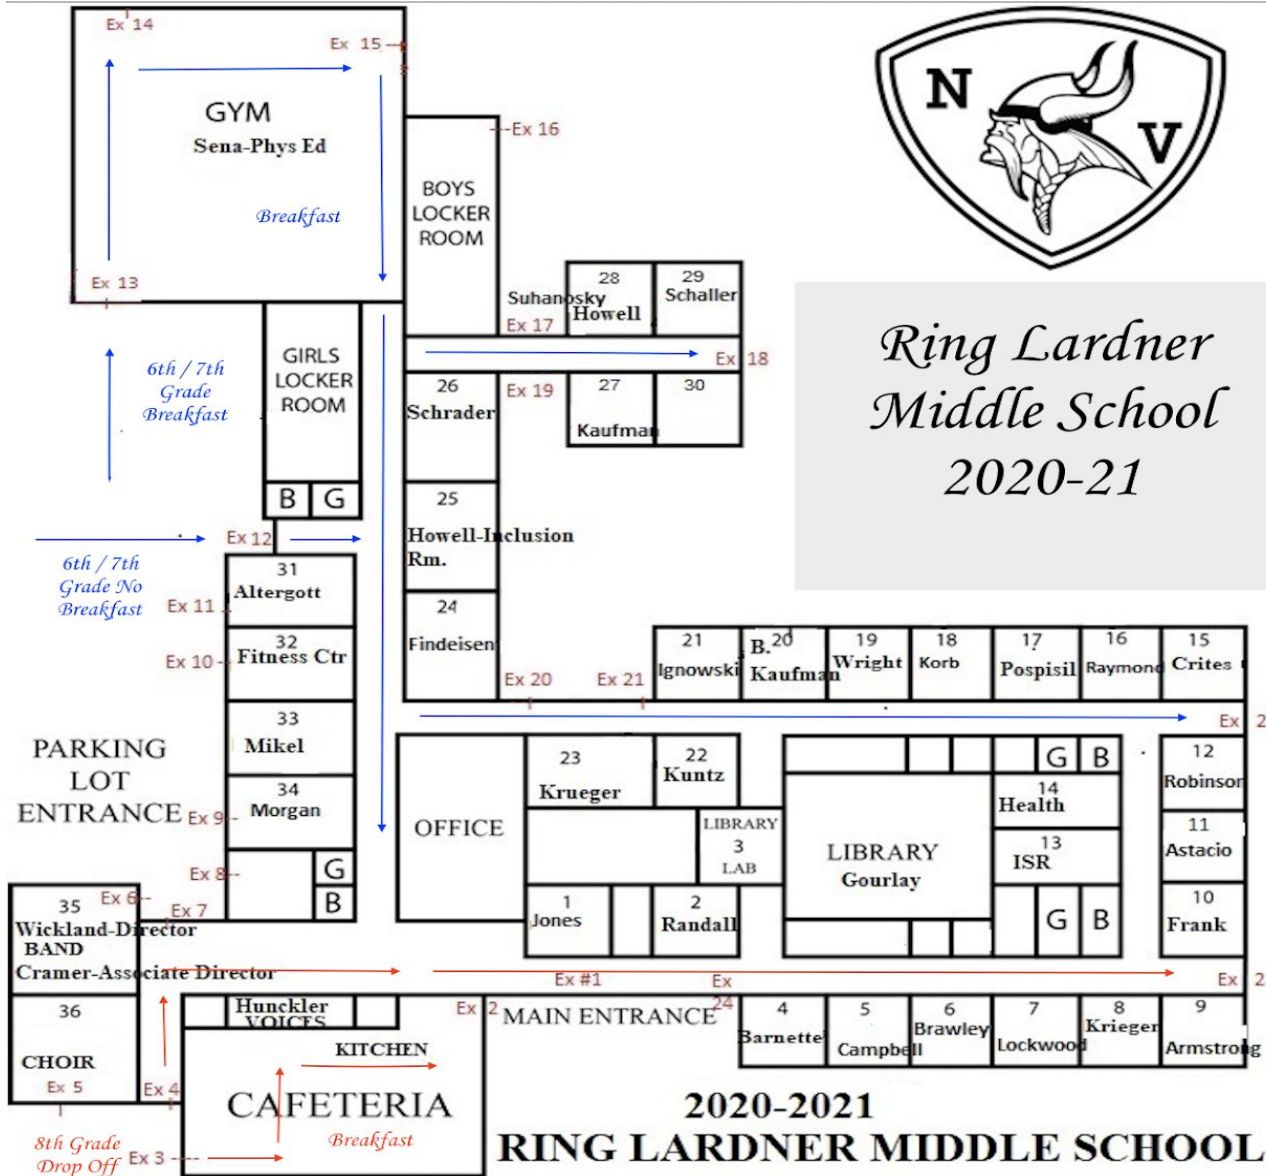 Ex 14
Ex 15
GYM
Sena-Phys Ed
Ex 16
N
V
BOYS
LOCKER
ROOM
Breakfast
Ex 13
28
29
Suhanosky
Howell
Schaller
Ex 17
Ring Lardner
Middle School
2020-21
GIRLS
LOCKER
ROOM
6th / 7th
Grade
Breakfast
Ex 18
26
Schrader
Ex 19
27
30
Kaufman
B
G
25
Howell-Inclusion
Rm.
Ex 12
6th / 7th
Grade No
Breakfast
31
Altergott
Ex 11
24
Findeisen
32
Fitness Ctr
Ex 10
21
Ignowski
B.
20
Kaufman
19
Wright
18
Korb
17
Pospisil
16
Raymond
15
Crites
Ex 20
Ex 21
33
Mikel
Ex 2
PARKING
LOT
ENTRANCE
23
Krueger
22
Kuntz
G
B
12
Robinson
34
Morgan
Ex 9
OFFICE
LIBRARY
3
LAB
LIBRARY
Gourlay
14
Health
13
ISR
11
Astacio
Ex 8
G
B
Ex 6
Ex 7
35
Wickland-Director
BAND
Cramer-Associate Director
1
Jones
2
Randall
G
B
10
Frank
Ex #1
Ex
24
Ex 2
36
CHOIR
Hunckler
VOICES
Ex 2
MAIN ENTRANCE
4
Barnette
5
Campbell
6
Brawley
7
Lockwood
8
Krieger
9
Armstrong
KITCHEN
Ex 5
Ex 4
CAFETERIA
Breakfast
8th Grade
Drop Off
Ex 3
2020-2021
RING LARDNER MIDDLE SCHOOL